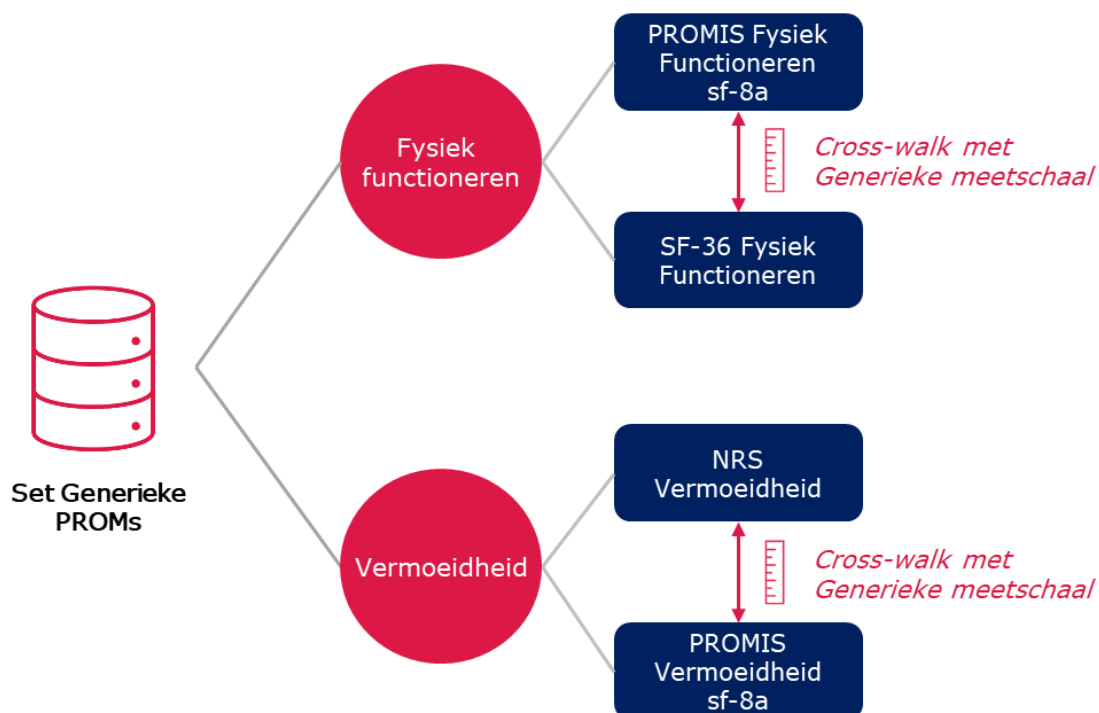 PROMIS Fysiek
Functioneren
sf-8a
Fysiek
functioneren
Cross-walk met
Generieke meetschaal
SF-36 Fysiek
Functioneren
Set Generieke
PROMs
NRS
Vermoeidheid
Vermoeidheid
Cross-walk met
Generieke meetschaal
PROMIS
Vermoeidheid
sf-8a